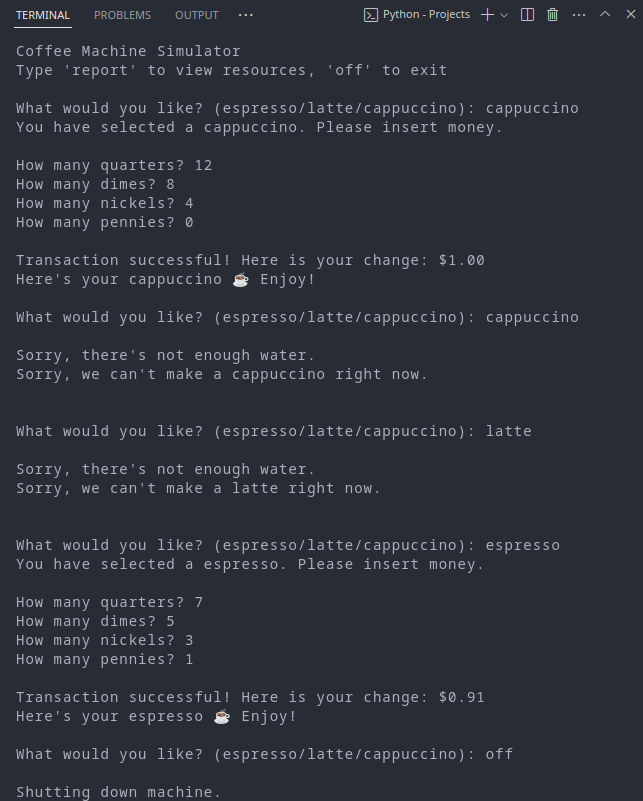 TERMINAL PROBLEMS OUTPUT ··· Python - Projects ···
Coffee Machine Simulator
Type 'report' to view resources, 'off' to exit
What would you like? (espresso/latte/cappuccino): cappuccino
You have selected a cappuccino. Please insert money.
How many quarters? 12
How many dimes? 8
How many nickels? 4
How many pennies? 0
Transaction successful! Here is your change: $1.00
Here's your cappuccino ☕ Enjoy!
What would you like? (espresso/latte/cappuccino): cappuccino
Sorry, there's not enough water.
Sorry, we can't make a cappuccino right now.
What would you like? (espresso/latte/cappuccino): latte
Sorry, there's not enough water.
Sorry, we can't make a latte right now.
What would you like? (espresso/latte/cappuccino): espresso
You have selected a espresso. Please insert money.
How many quarters? 7
How many dimes? 5
How many nickels? 3
How many pennies? 1
Transaction successful! Here is your change: $0.91
Here's your espresso ☕ Enjoy!
What would you like? (espresso/latte/cappuccino): off
Shutting down machine.